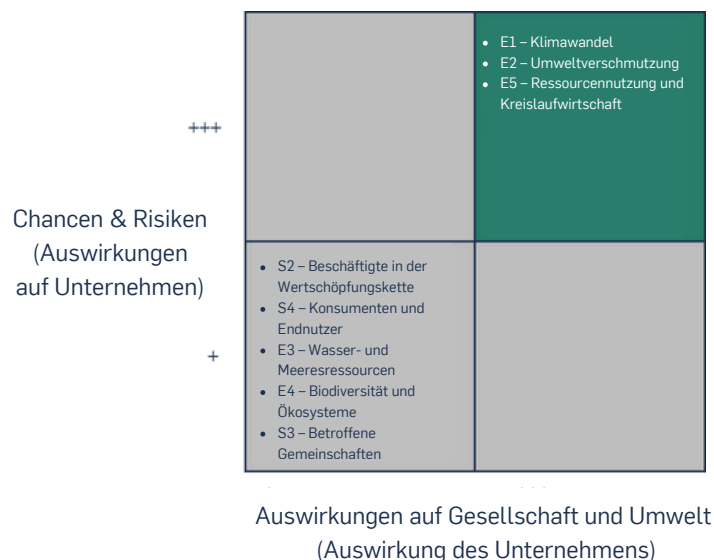 • E1 – Klimawandel
• E2 – Umweltverschmutzung
• E5 – Ressourcennutzung und
Kreislaufwirtschaft
+++
Chancen & Risiken
(Auswirkungen
auf Unternehmen)
+
• S2 – Beschäftigte in der
Wertschöpfungskette
• S4 – Konsumenten und
Endnutzer
• E3 – Wasser- und
Meeresressourcen
• E4 – Biodiversität und
Ökosysteme
• S3 – Betroffene
Gemeinschaften
Auswirkungen auf Gesellschaft und Umwelt
(Auswirkung des Unternehmens)